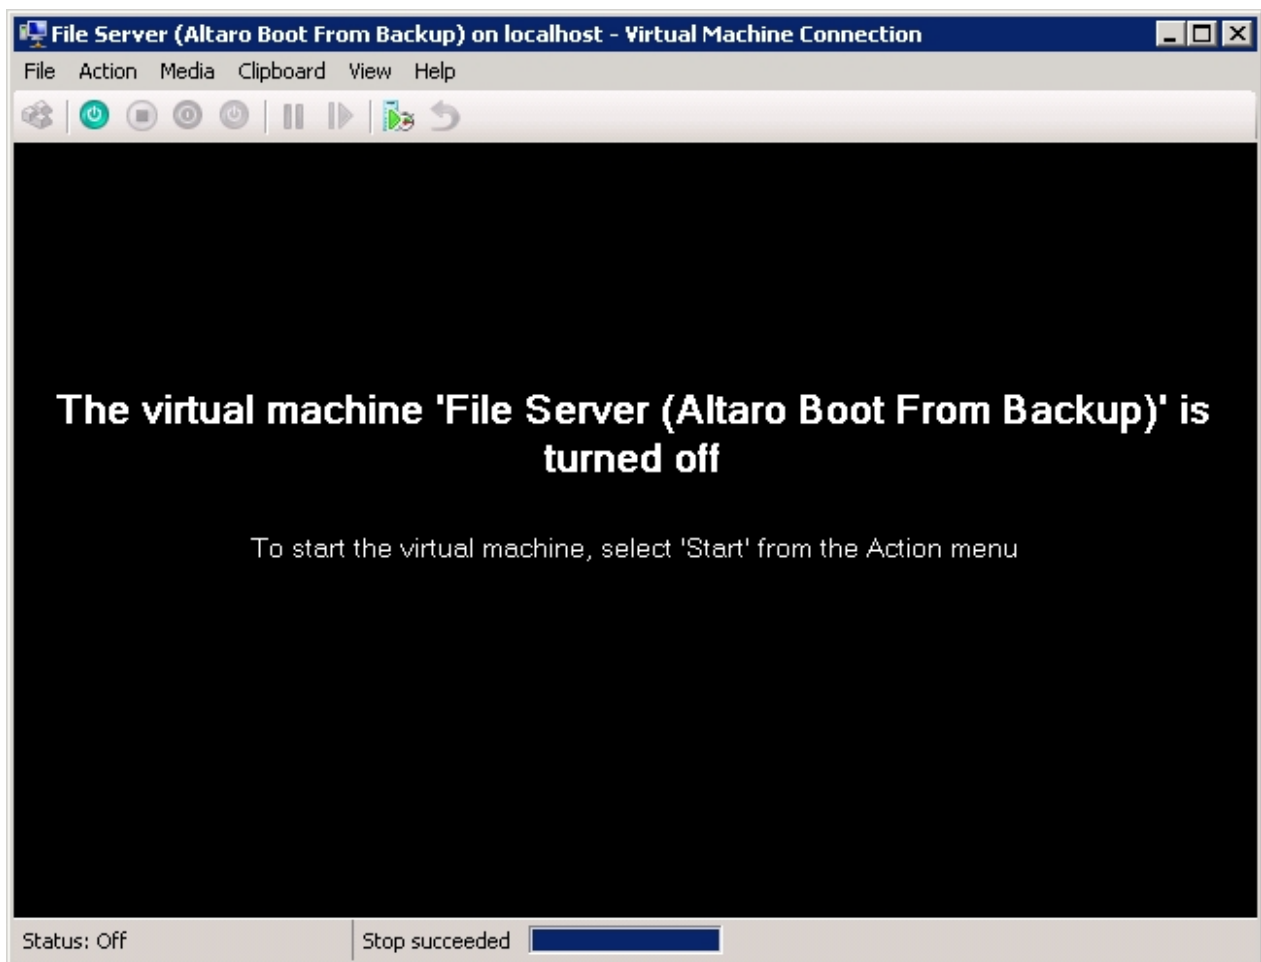 File Server (Altaro Boot From Backup) on localhost - Virtual Machine Connection
File Action Media Clipboard View Help
The virtual machine 'File Server (Altaro Boot From Backup)' is
turned off
To start the virtual machine, select 'Start' from the Action menu
Status: Off Stop succeeded